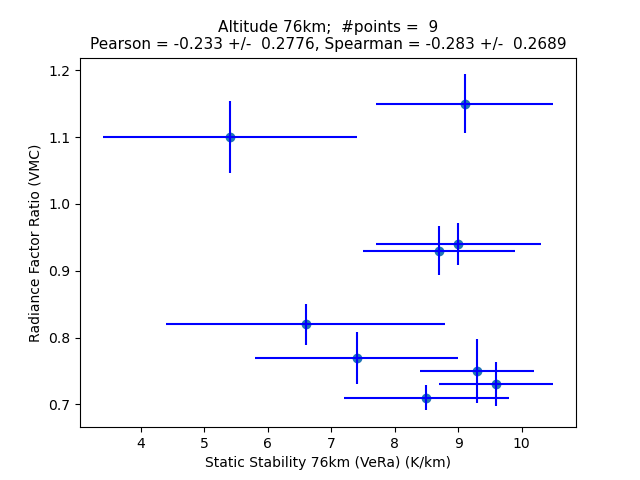 Altitude 76km;  #points =  9
Pearson = -0.233 +/-  0.2776, Spearman = -0.283 +/-  0.2689
1.2
1.1
1.0
0.9
0.8
0.7
Radiance Factor Ratio (VMC)
4 5 6 7 8 9 10
Static Stability 76km (VeRa) (K/km)